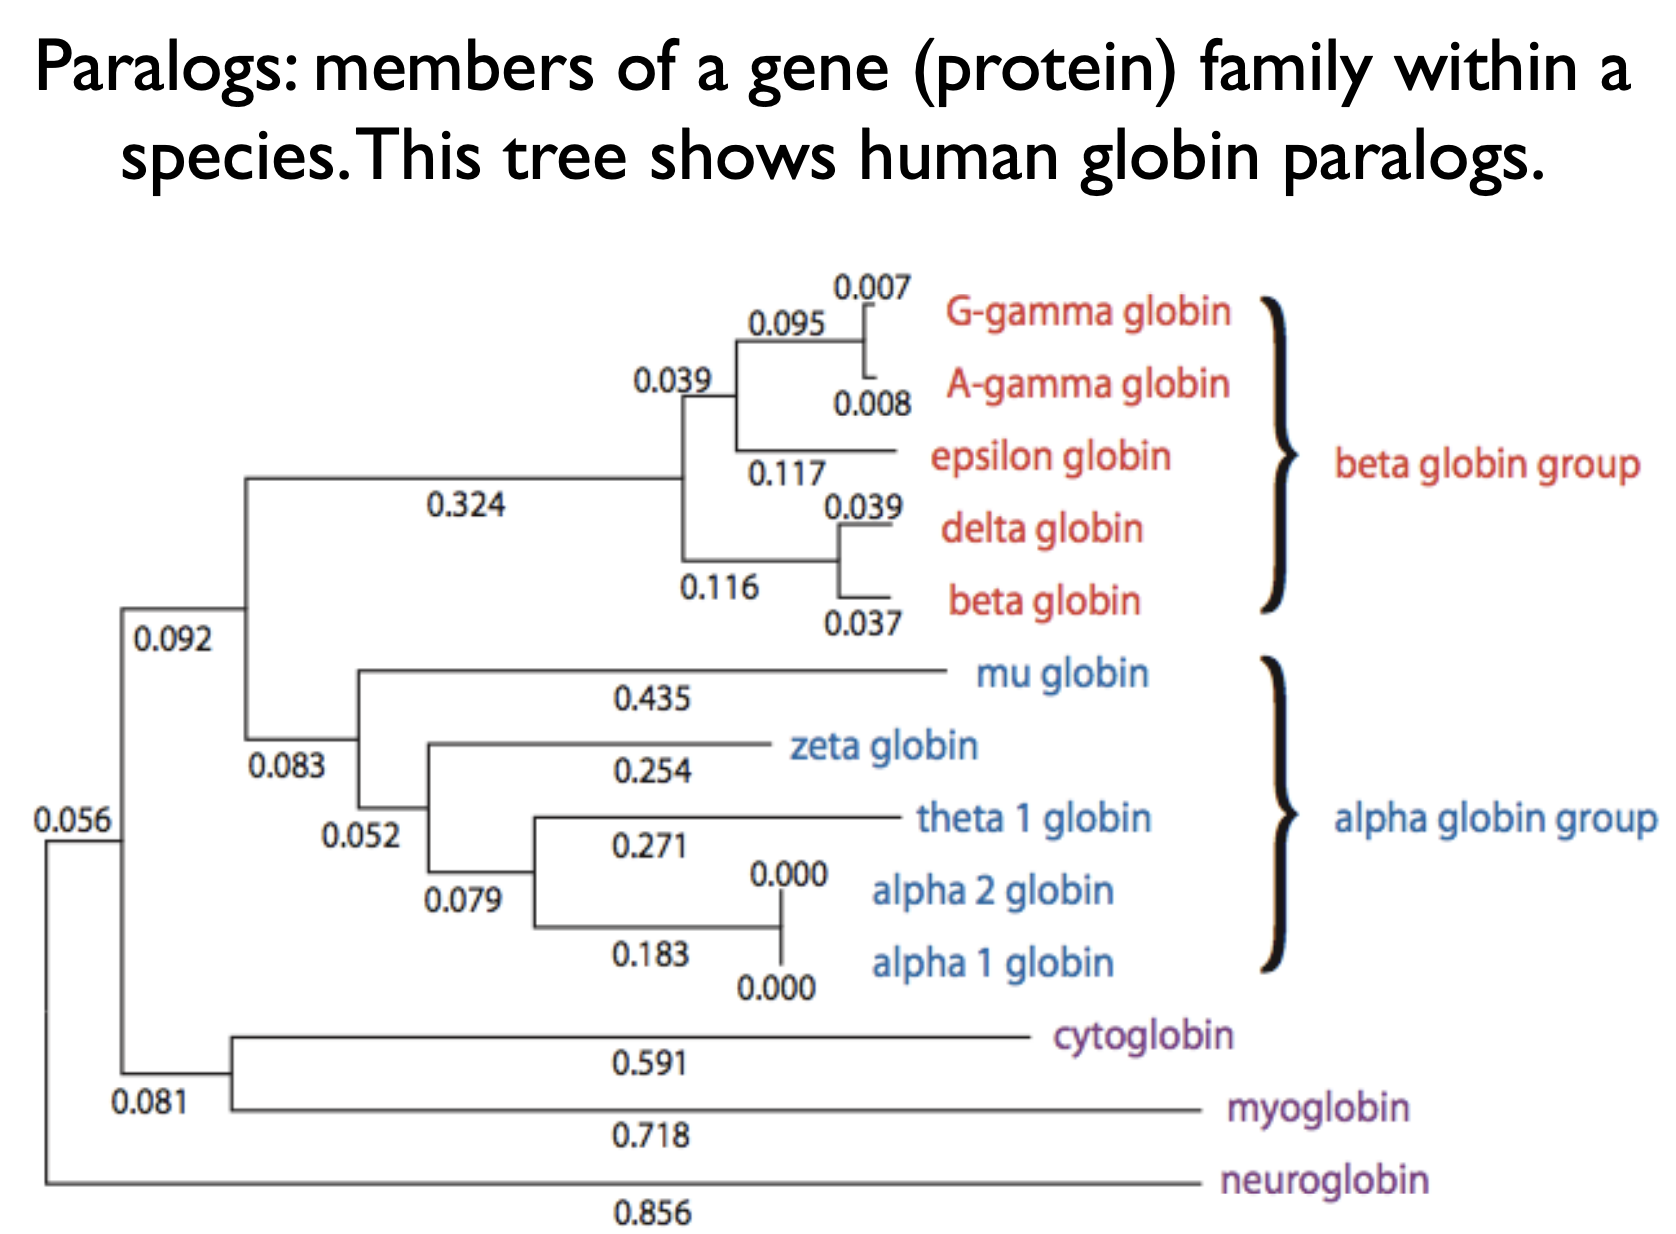 Paralogs: members of a gene (protein) family within a
species. This tree shows human globin paralogs.
0.007
G-gamma globin
0.095
0.039
A-gamma globin
0.008
epsilon globin
beta globin group
0.117
0.324
0.039
delta globin
0.116
beta globin
0.037
0.092
mu globin
0.435
zeta globin
0.083
0.254
0.056
theta 1 globin
alpha globin group
0.052
0.271
0.000
alpha 2 globin
0.079
0.183
alpha 1 globin
0.000
cytoglobin
0.591
0.081
myoglobin
0.718
neuroglobin
0.856